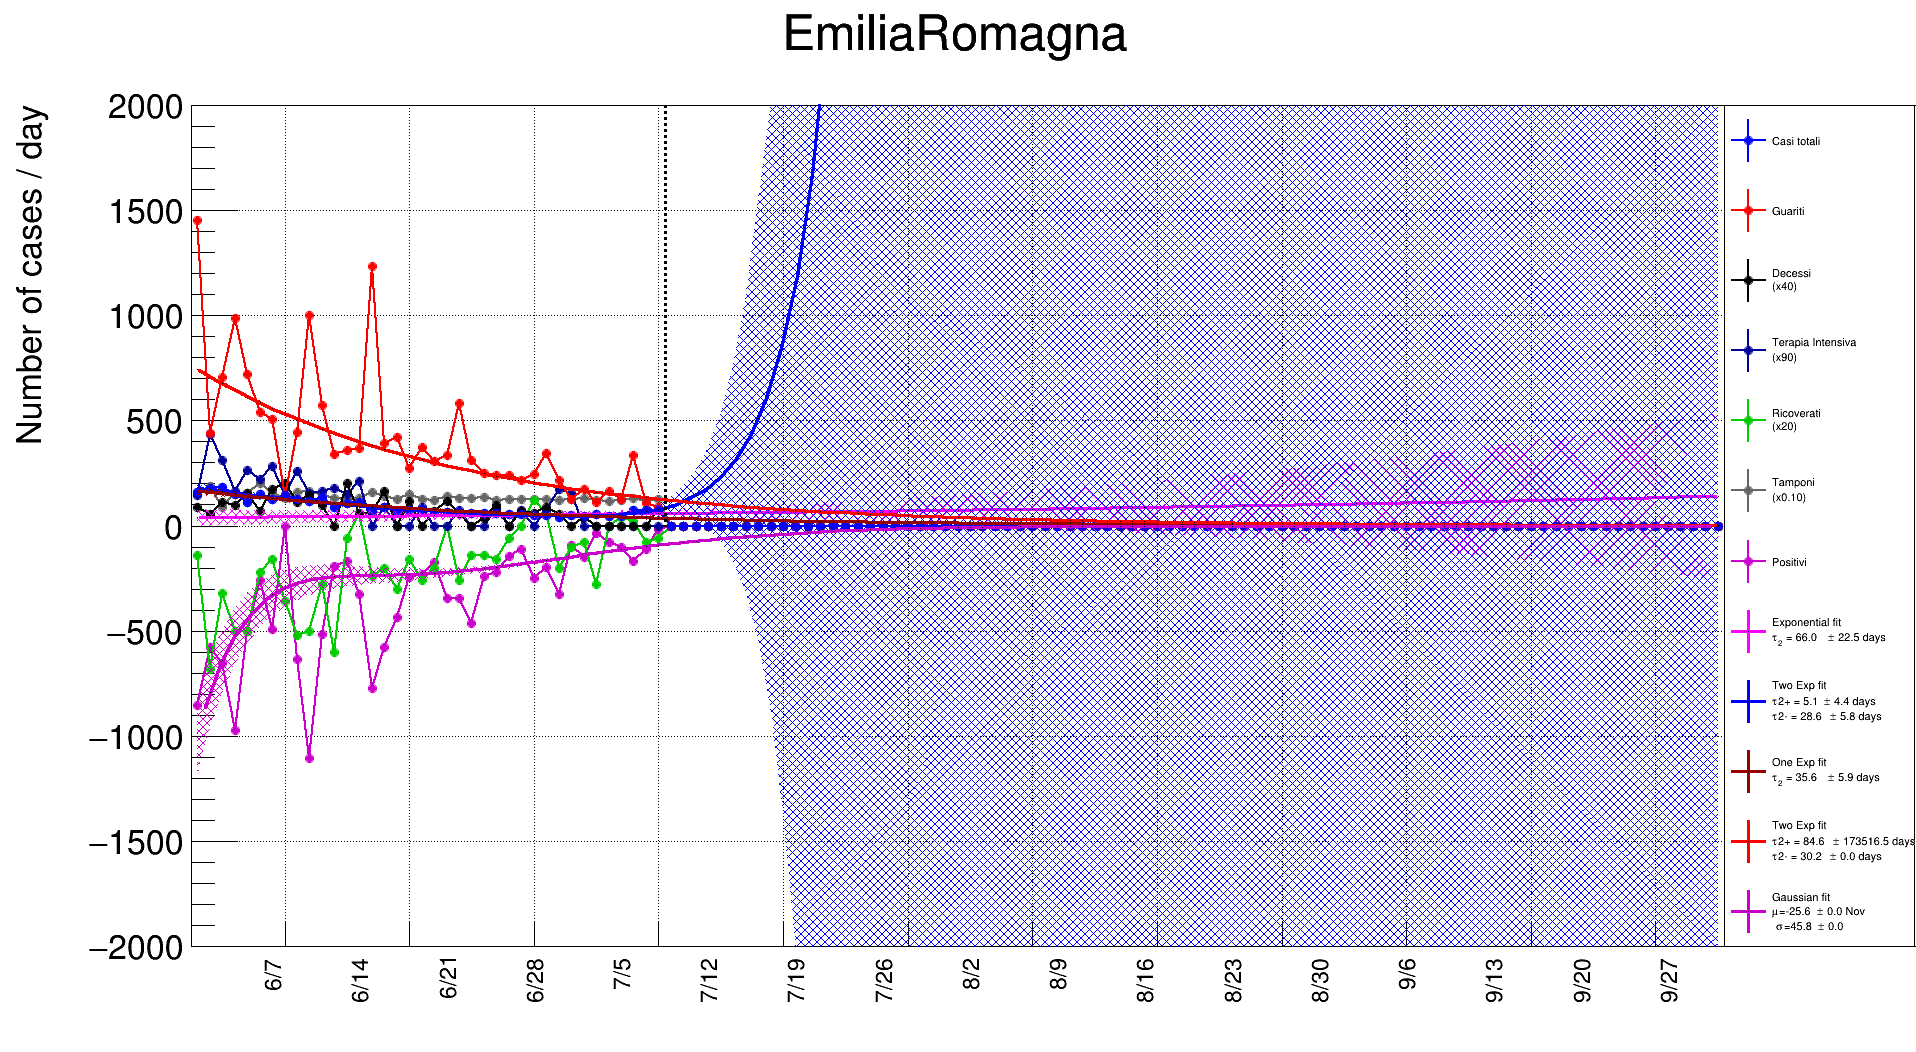 EmiliaRomagna
Number of cases / day
2000
1500
1000
500
0
−500
−1000
−1500
−2000
6/7
6/14
6/21
6/28
7/5
7/12
7/19
7/26
8/2
8/9
8/16
8/23
8/30
9/6
9/13
9/20
9/27
Casi totali
Guariti
Decessi
(x40)
Terapia Intensiva
(x90)
Ricoverati
(x20)
Tamponi
(x0.10)
Positivi
Exponential fit
τ2 = 66.0 ± 22.5 days
Two Exp fit
τ2+ = 5.1 ± 4.4 days
τ2- = 28.6 ± 5.8 days
One Exp fit
τ2 = 35.6 ± 5.9 days
Two Exp fit
τ2+ = 84.6 ± 173516.5 days
τ2- = 30.2 ± 0.0 days
Gaussian fit
μ=-25.6 ± 0.0 Nov
σ=45.8 ± 0.0